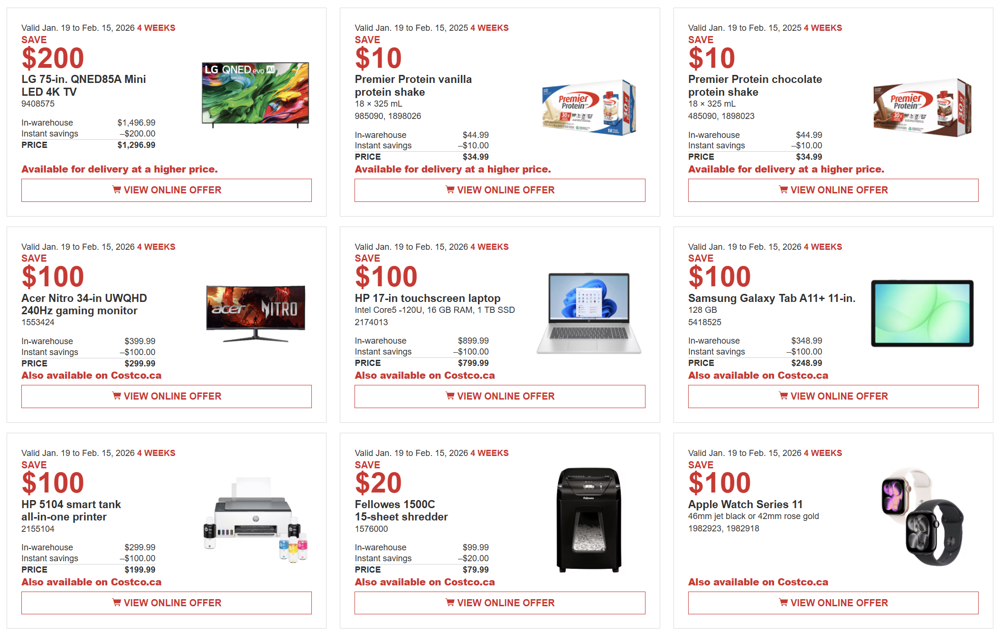 Valid Jan. 19 to Feb. 15, 2026 4 WEEKS
SAVE
$200
LG 75-in. QNED85A Mini
LED 4K TV
9408575
In-warehouse $1,496.99
Instant savings –$200.00
PRICE $1,296.99
LG QNED evo AI
Available for delivery at a higher price.
VIEW ONLINE OFFER
Valid Jan. 19 to Feb. 15, 2025 4 WEEKS
SAVE
$10
Premier Protein vanilla
protein shake
18 × 325 mL
985090, 1898026
In-warehouse $44.99
Instant savings –$10.00
PRICE $34.99
Premier
Protein
30g
18
Available for delivery at a higher price.
VIEW ONLINE OFFER
Valid Jan. 19 to Feb. 15, 2025 4 WEEKS
SAVE
$10
Premier Protein chocolate
protein shake
18 × 325 mL
485090, 1898023
In-warehouse $44.99
Instant savings –$10.00
PRICE $34.99
Premier
Protein
30g
Available for delivery at a higher price.
VIEW ONLINE OFFER
Valid Jan. 19 to Feb. 15, 2026 4 WEEKS
SAVE
$100
Acer Nitro 34-in UWQHD
240Hz gaming monitor
1553424
In-warehouse $399.99
Instant savings –$100.00
PRICE $299.99
acer NITRO
Also available on Costco.ca
VIEW ONLINE OFFER
Valid Jan. 19 to Feb. 15, 2026 4 WEEKS
SAVE
$100
HP 17-in touchscreen laptop
Intel Core5 -120U, 16 GB RAM, 1 TB SSD
2174013
In-warehouse $899.99
Instant savings –$100.00
PRICE $799.99
Also available on Costco.ca
VIEW ONLINE OFFER
Valid Jan. 19 to Feb. 15, 2026 4 WEEKS
SAVE
$100
Samsung Galaxy Tab A11+ 11-in.
128 GB
5418525
In-warehouse $348.99
Instant savings –$100.00
PRICE $248.99
Also available on Costco.ca
VIEW ONLINE OFFER
Valid Jan. 19 to Feb. 15, 2026 4 WEEKS
SAVE
$100
HP 5104 smart tank
all-in-one printer
2155104
In-warehouse $299.99
Instant savings –$100.00
PRICE $199.99
hp
Also available on Costco.ca
VIEW ONLINE OFFER
Valid Jan. 19 to Feb. 15, 2026 4 WEEKS
SAVE
$20
Fellowes 1500C
15-sheet shredder
1576000
In-warehouse $99.99
Instant savings –$20.00
PRICE $79.99
Fellowes
Also available on Costco.ca
VIEW ONLINE OFFER
Valid Jan. 19 to Feb. 15, 2026 4 WEEKS
SAVE
$100
Apple Watch Series 11
46mm jet black or 42mm rose gold
1982923, 1982918
Also available on Costco.ca
VIEW ONLINE OFFER